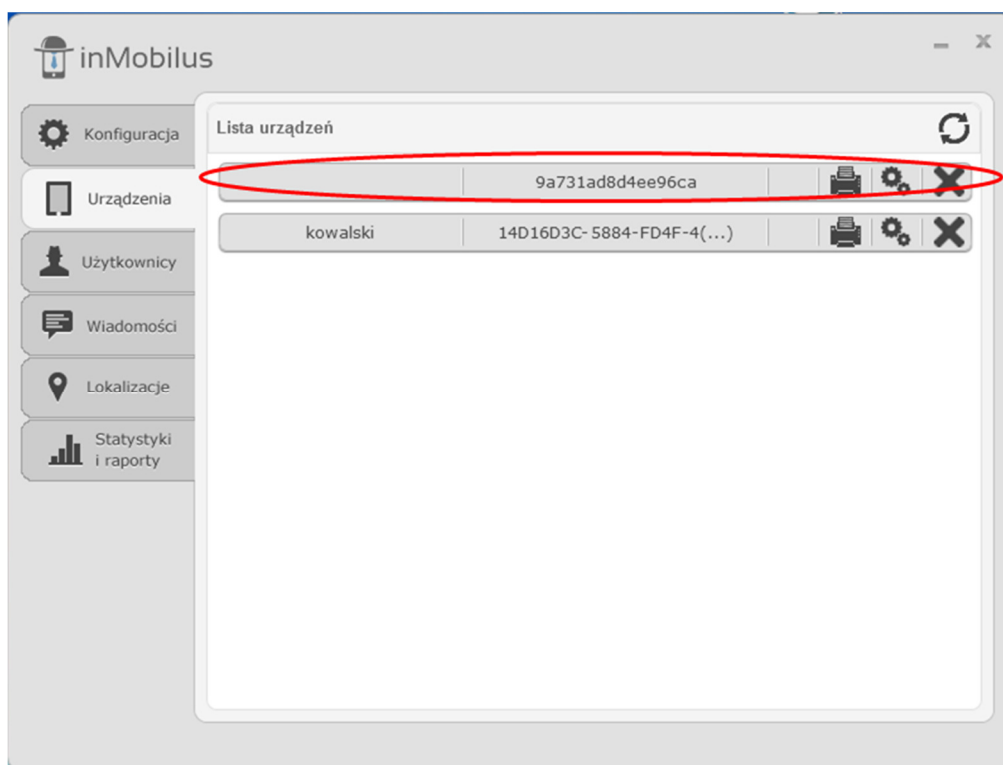 inMobilus
Konfiguracja
Urządzenia
Użytkownicy
Wiadomości
Lokalizacje
Statystyki
i raporty
Lista urządzeń
9a731ad8d4ee96ca
kowalski 14D16D3C-5884-FD4F-4(...)